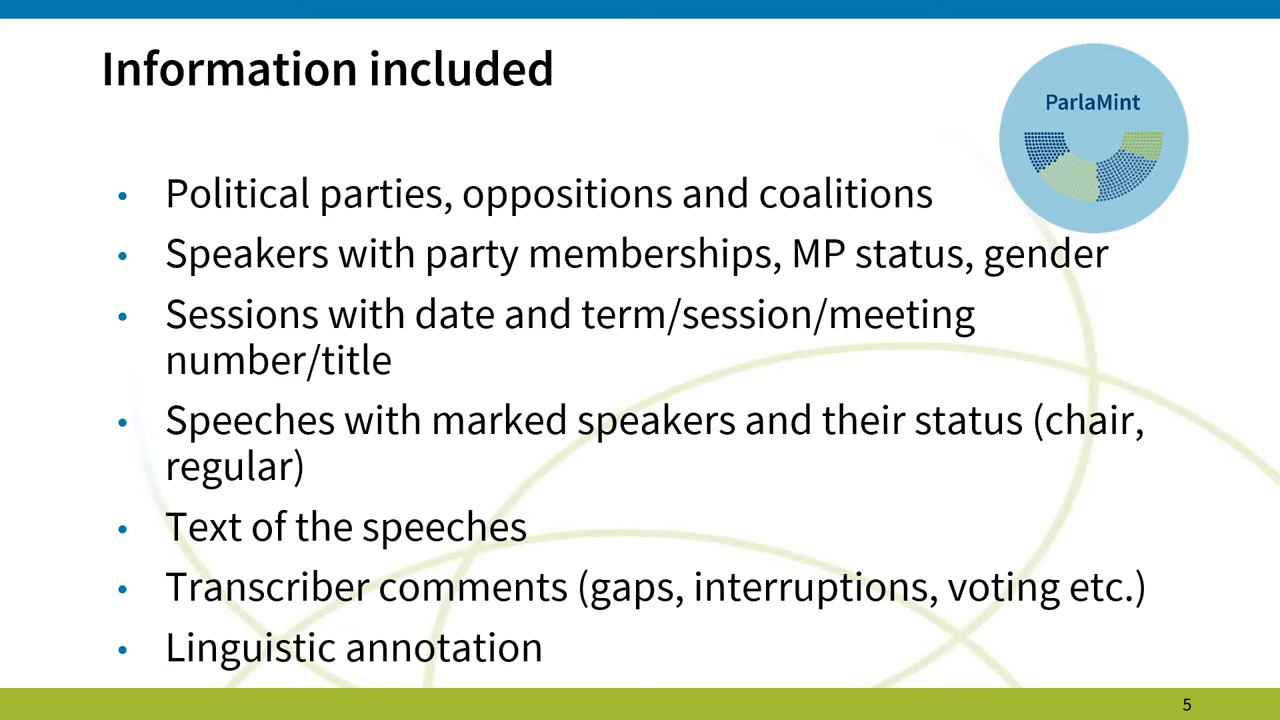 Information included
ParlaMint
• Political parties, oppositions and coalitions
• Speakers with party memberships, MP status, gender
• Sessions with date and term/session/meeting
number/title
• Speeches with marked speakers and their status (chair,
regular)
• Text of the speeches
• Transcriber comments (gaps, interruptions, voting etc.)
• Linguistic annotation
5